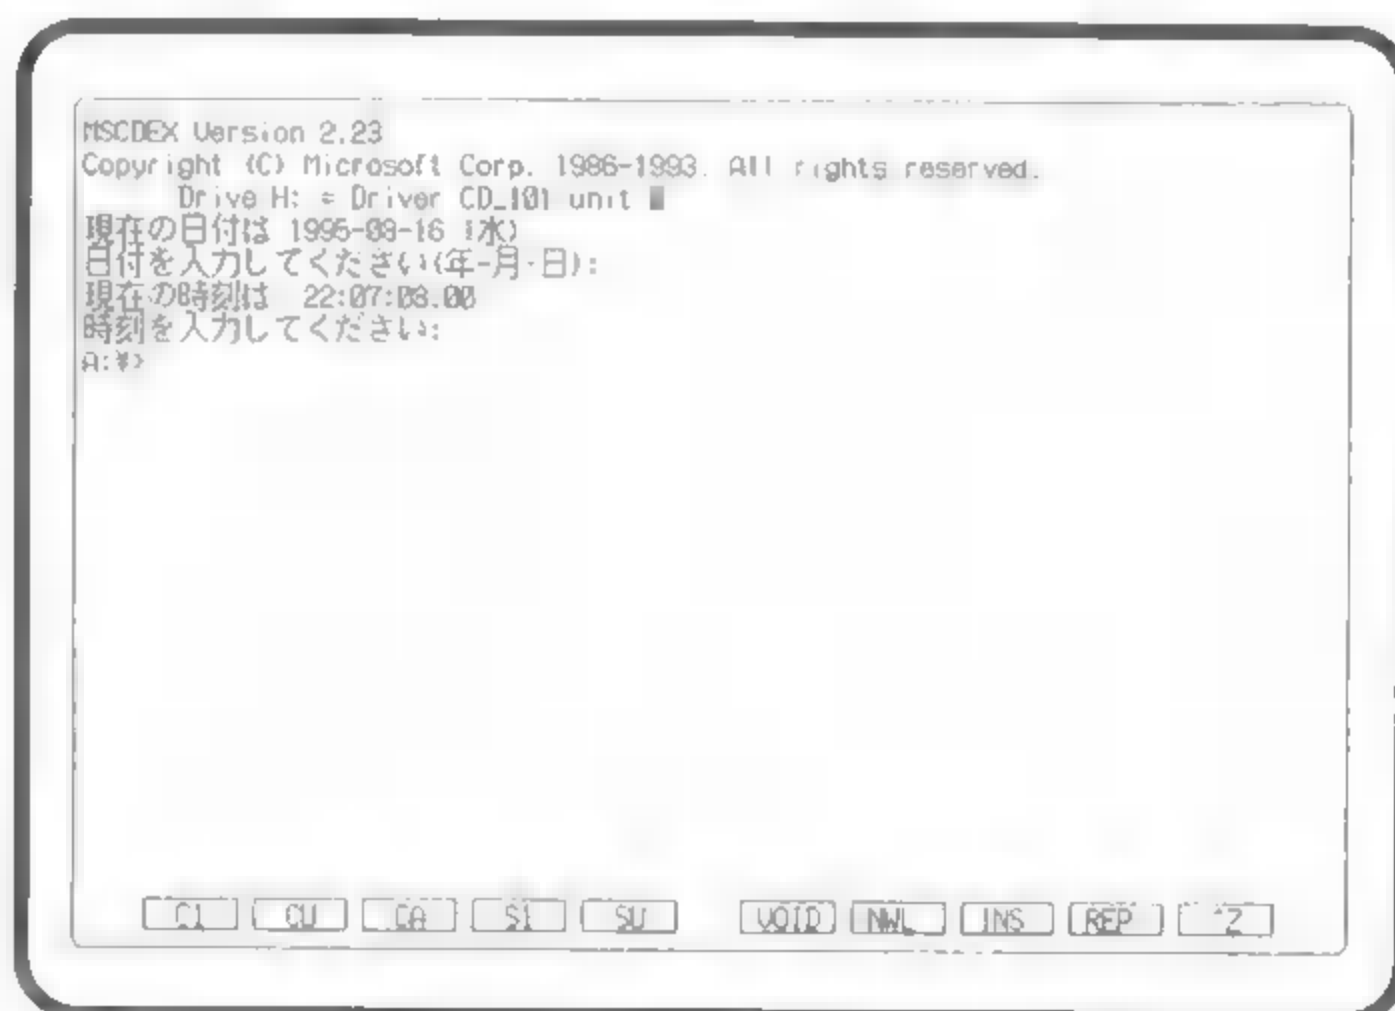 MSCDEX Version 2.23
Copyright (C) Microsoft Corp. 1986-1993. All rights reserved.
Drive H: = Driver CD_101 unit
現在の日付は 1995-08-16 (水)
日付を入力してください(年-月-日):
現在の時刻は 22:07:08.00
時刻を入力してください:
A:¥>
C1 CU CA S1 SU VOID NWL INS REP ^Z